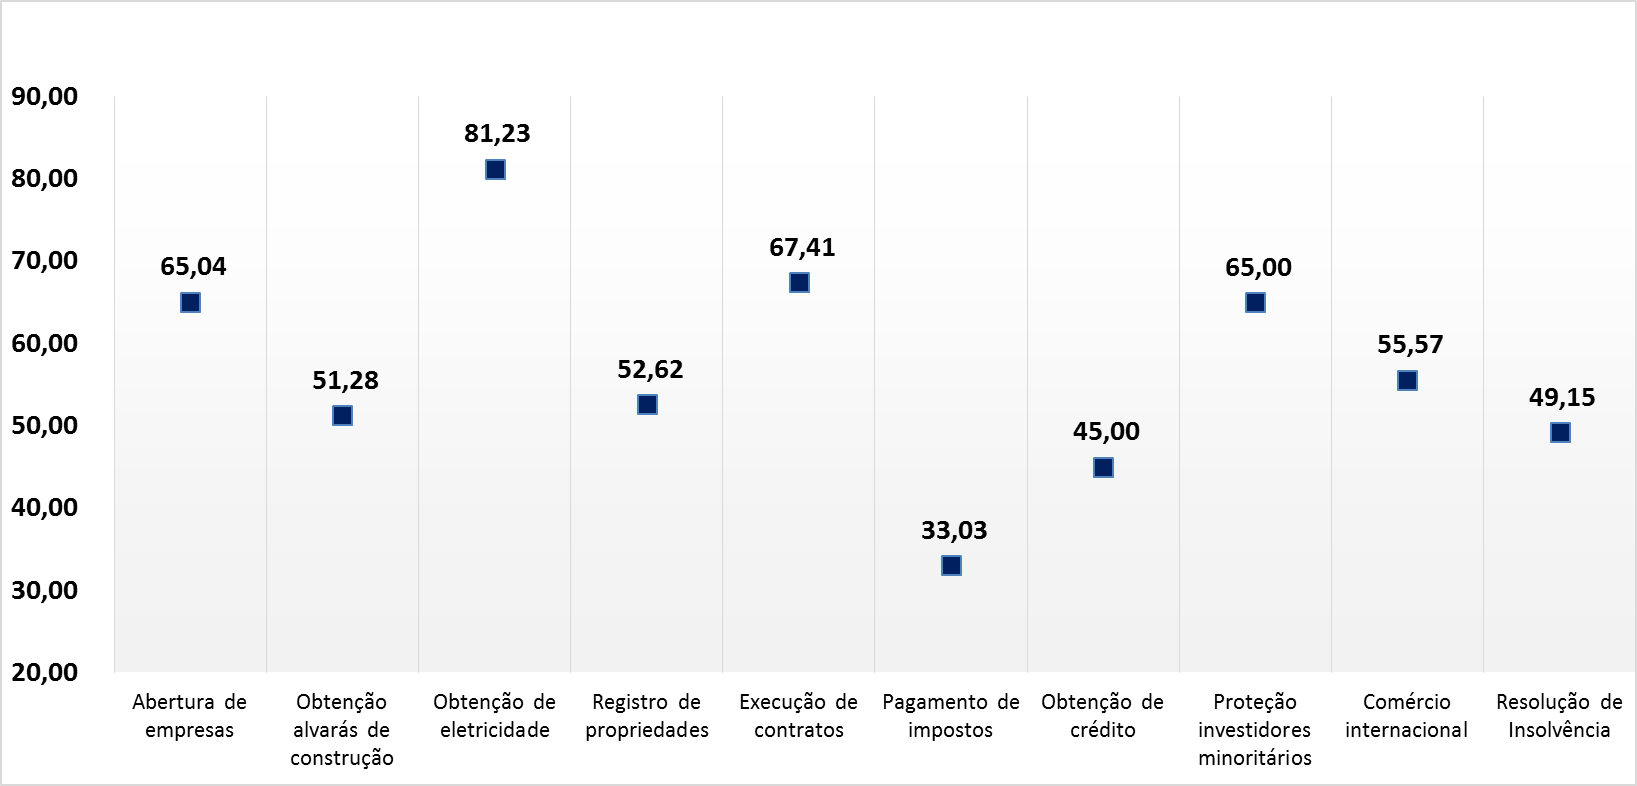 90,00
80,00
70,00
60,00
50,00
40,00
30,00
20,00
65,04
51,28
81,23
52,62
67,41
33,03
45,00
65,00
55,57
49,15
Abertura de
empresas
Obtenção
alvarás de
construção
Obtenção de
eletricidade
Registro de
propriedades
Execução de
contratos
Pagamento de
impostos
Obtenção de
crédito
Proteção
investidores
minoritários
Comércio
internacional
Resolução de
Insolvência